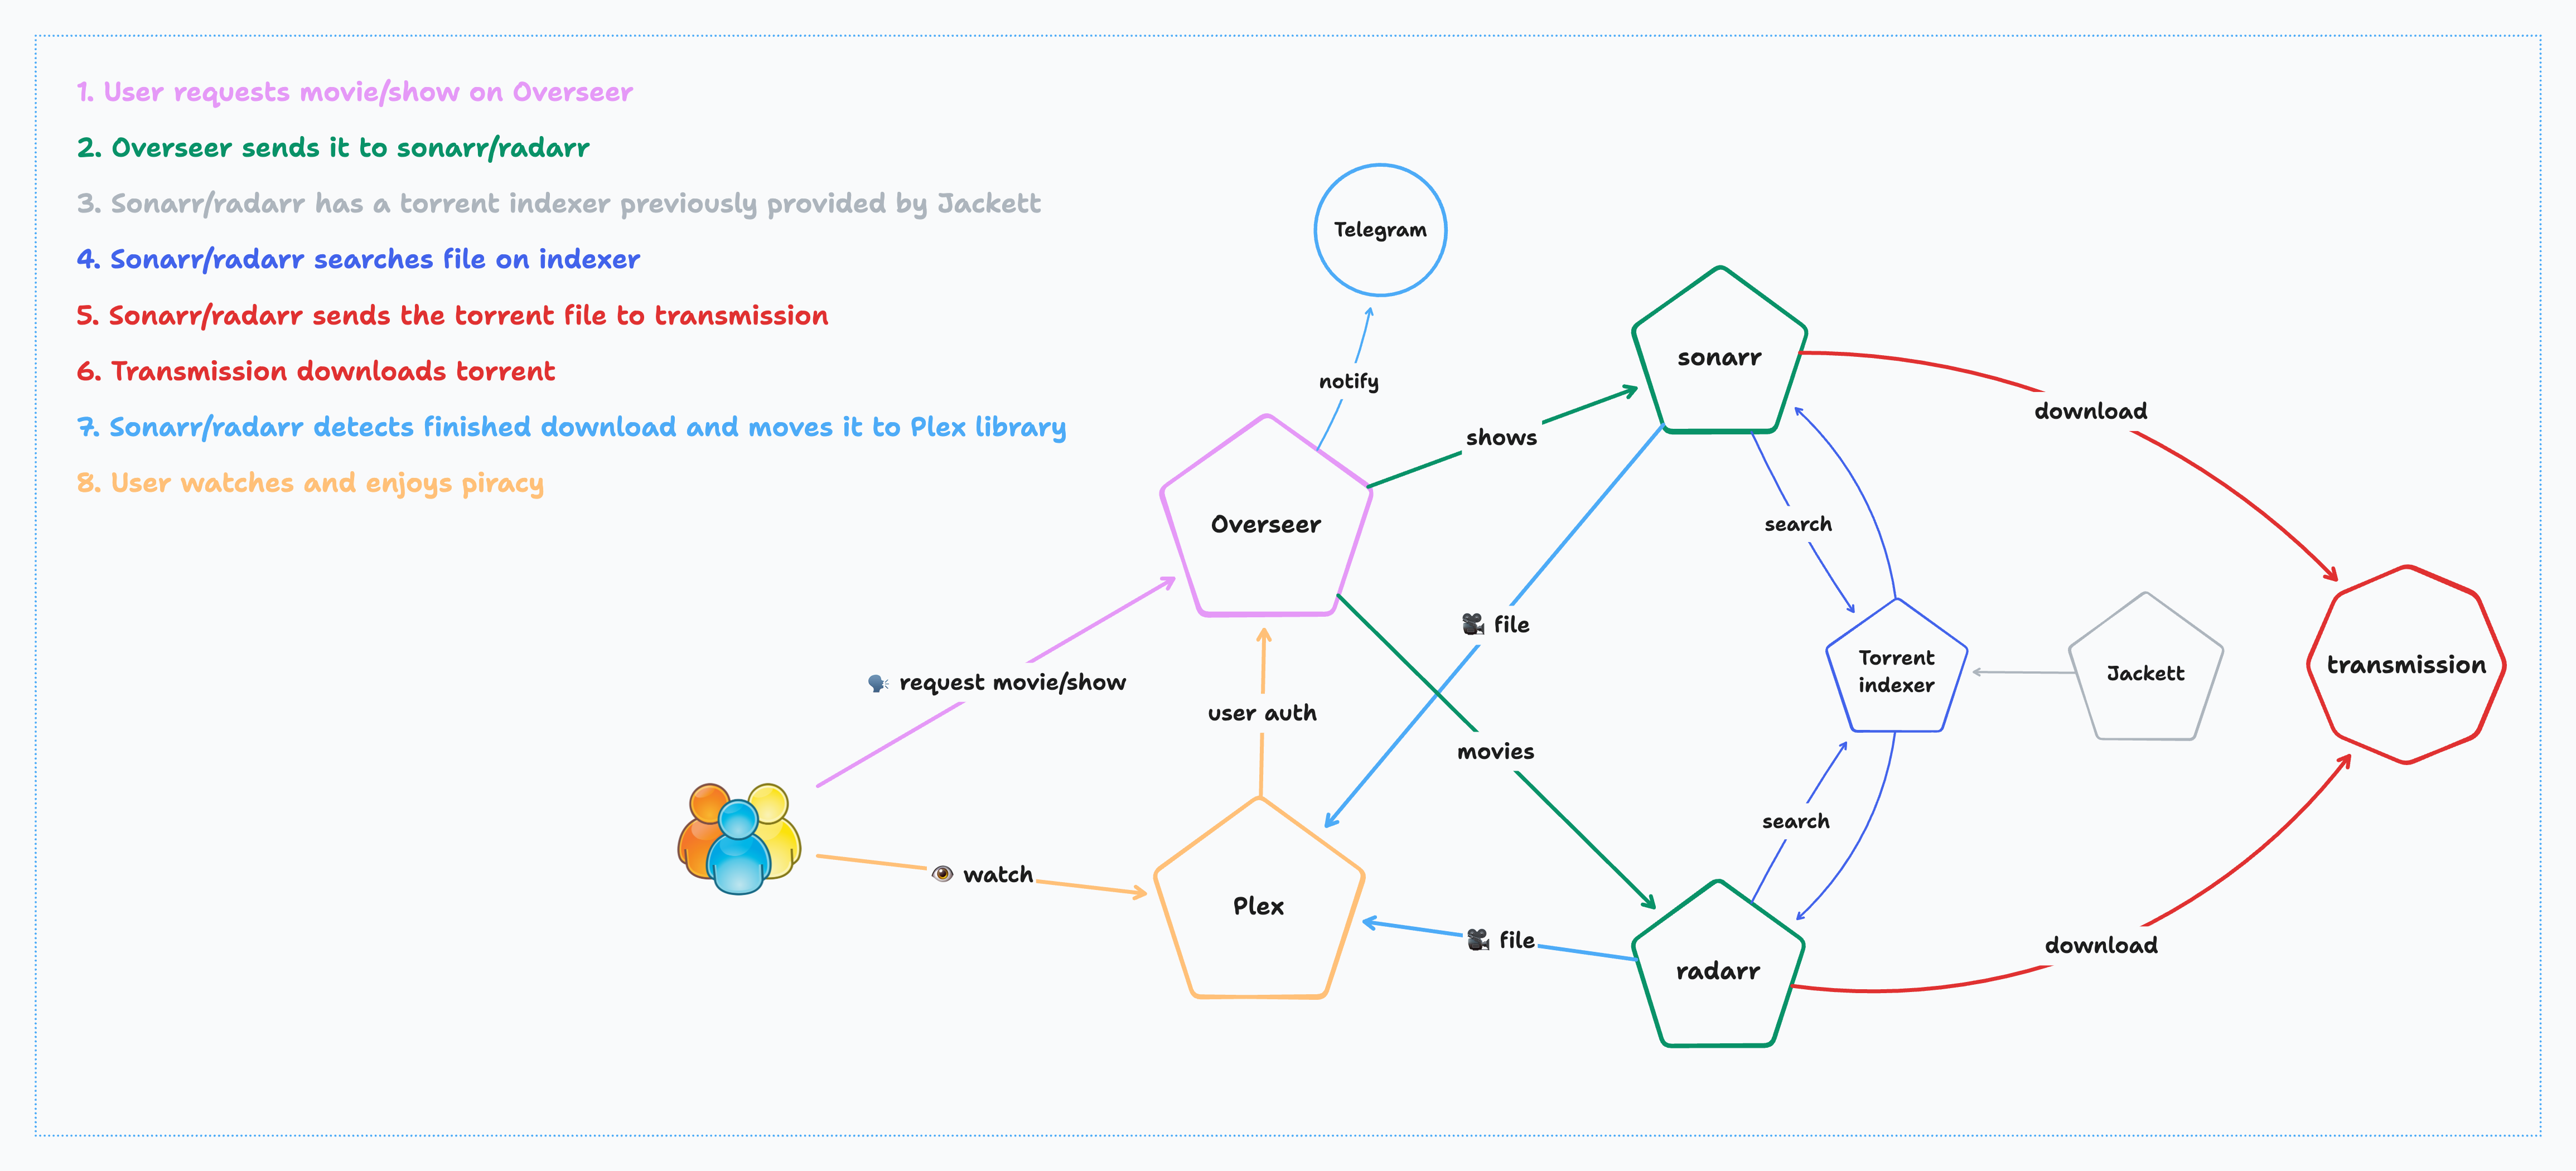 1. User requests movie/show on Overseer
2. Overseer sends it to sonarr/radarr
3. Sonarr/radarr has a torrent indexer previously provided by Jackett
4. Sonarr/radarr searches file on indexer
5. Sonarr/radarr sends the torrent file to transmission
6. Transmission downloads torrent
7. Sonarr/radarr detects finished download and moves it to Plex library
8. User watches and enjoys piracy
Telegram
notify
sonarr
shows
download
Overseer
search
file
request movie/show
user auth
Torrent
indexer
Jackett
transmission
movies
search
watch
Plex
file
radarr
download